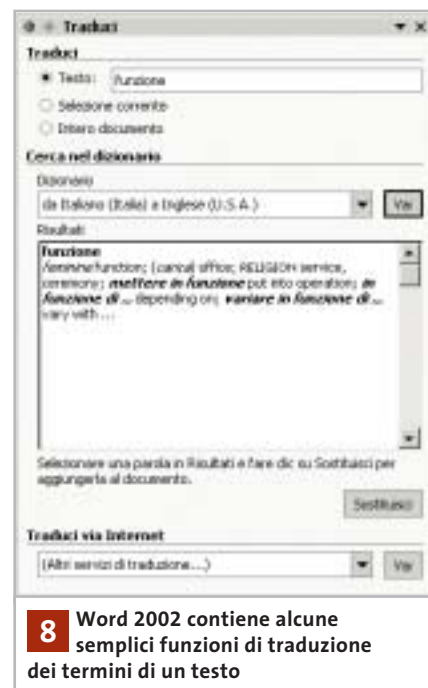 Traduci
Traduci
Testo: funzione
Selezione corrente
Intero documento
Cerca nel dizionario
Dizionario
da Italiano (Italia) a Inglese (U.S.A.) Vai
Risultati
funzione
feminine function; (carica) office; RELIGION service,
ceremony; mettere in funzione put into operation; in
funzione di ... depending on; variare in funzione di ...
vary with ...
Selezionare una parola in Risultati e fare clic su Sostituisci per
aggiungerla al documento.
Sostituisci
Traduci via Internet
(Altri servizi di traduzione...) Vai
8 Word 2002 contiene alcune
semplici funzioni di traduzione
dei termini di un testo